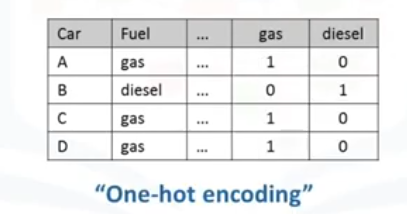 Car Fuel ... gas diesel
A gas ... 1 0
B diesel ... 0 1
C gas ... 1 0
D gas ... 1 0
“One-hot encoding”